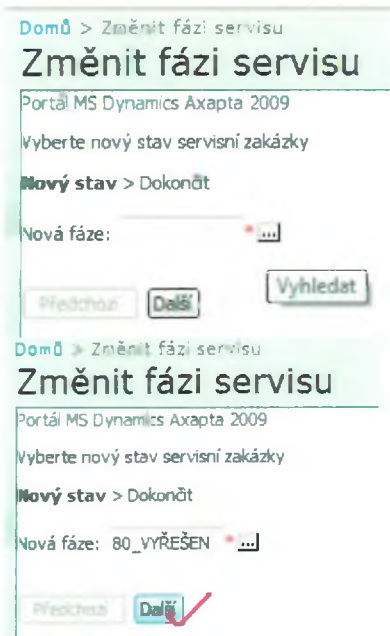 Domů > Změnit fázi servisu
Změnit fázi servisu
Portál MS Dynamics Axapta 2009
Vyberte nový stav servisní zakázky
Nový stav > Dokončit
Nová fáze: * ...
Vyhledat
Předchozí Další
Domů > Změnit fázi servisu
Změnit fázi servisu
Portál MS Dynamics Axapta 2009
Vyberte nový stav servisní zakázky
Nový stav > Dokončit
Nová fáze: 80_VYŘEŠEN * ...
Předchozí Další